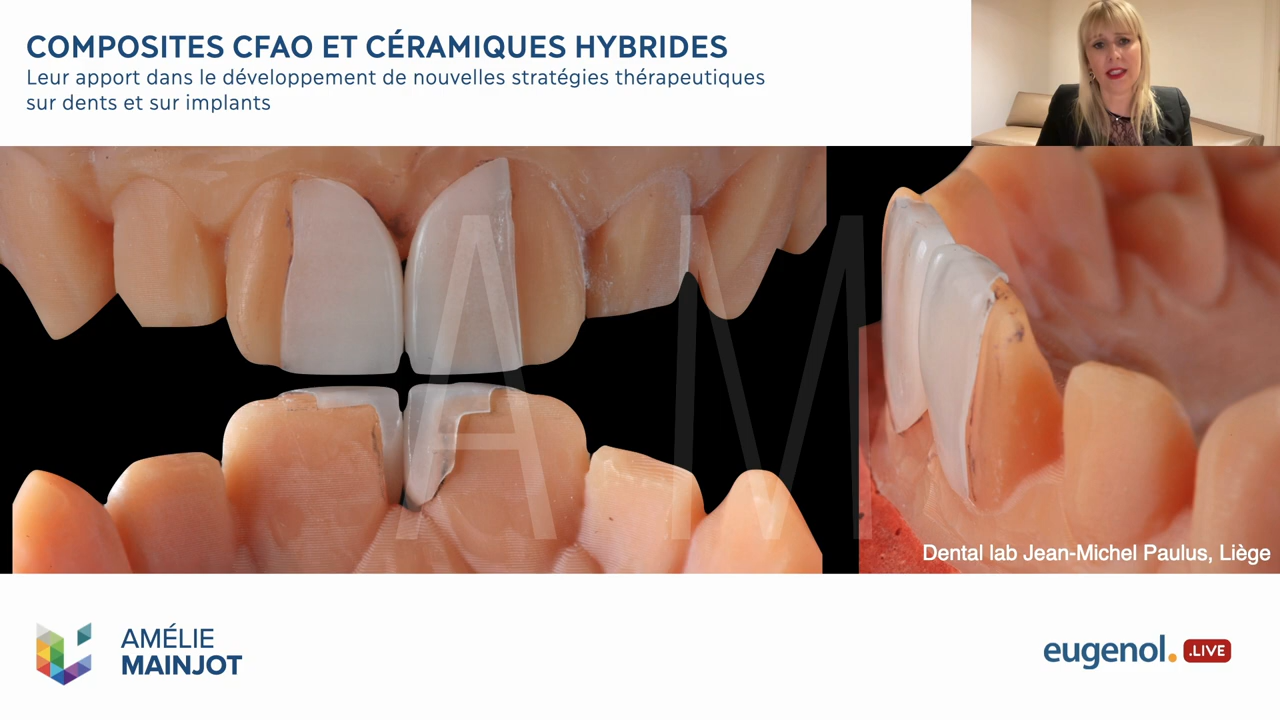 COMPOSITES CFAO ET CÉRAMIQUES HYBRIDES
Leur apport dans le développement de nouvelles stratégies thérapeutiques
sur dents et sur implants
A M
Dental lab Jean-Michel Paulus, Liège
AMÉLIE
MAINJOT
eugenol. .LIVE